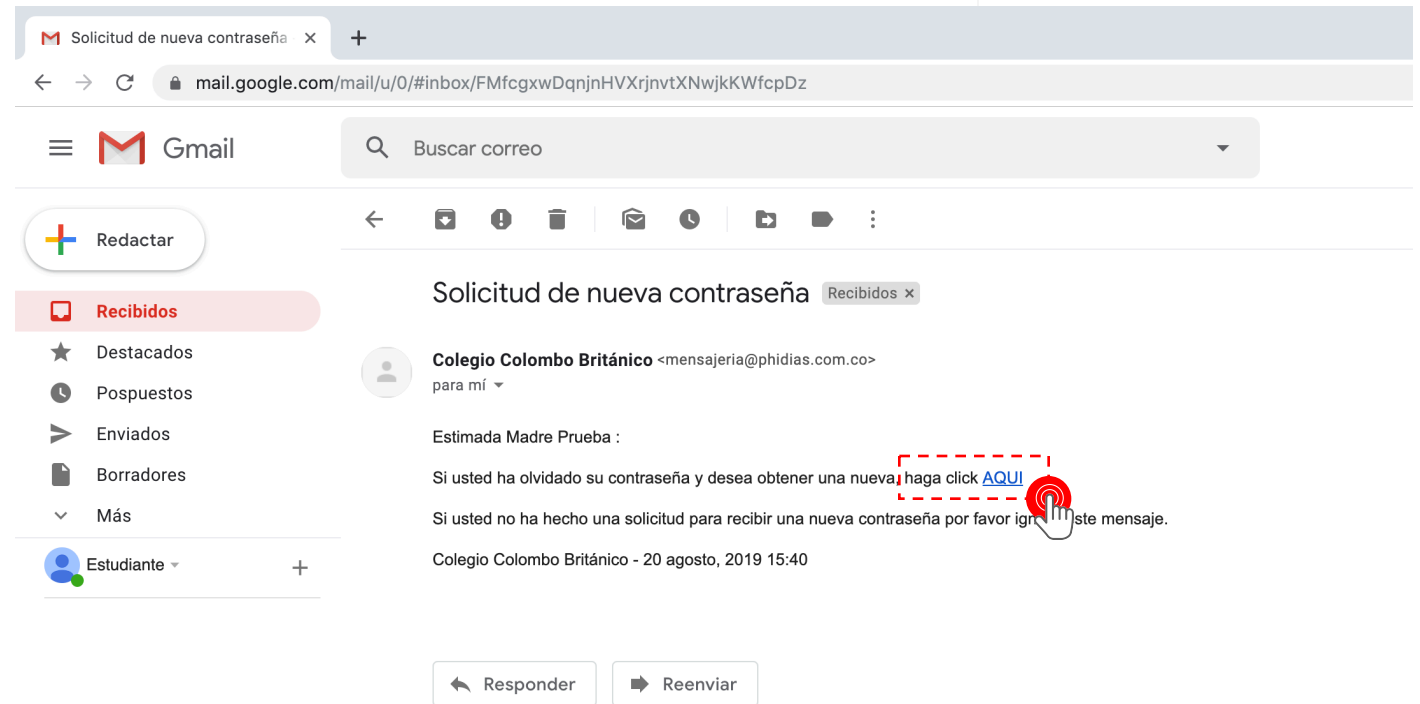 Solicitud de nueva contraseña
mail.google.com/mail/u/0/#inbox/FMfcgxwDqnjnHVXrjnvtXNwjkKWfcpDz
Gmail
Buscar correo
Redactar
Solicitud de nueva contraseña Recibidos x
Recibidos
Destacados
Colegio Colombo Británico <mensajeria@phidias.com.co>
para mí
Pospuestos
Enviados
Estimada Madre Prueba :
Borradores
Si usted ha olvidado su contraseña y desea obtener una nueva, haga click AQUI
Más
Si usted no ha hecho una solicitud para recibir una nueva contraseña por favor ste mensaje.
Estudiante
Colegio Colombo Británico - 20 agosto, 2019 15:40
Responder
Reenviar